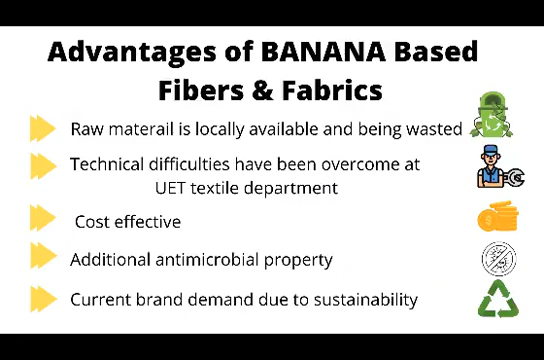 Advantages of BANANA Based
Fibers & Fabrics
Raw materail is locally available and being wasted
Technical difficulties have been overcome at
UET textile department
Cost effective
Additional antimicrobial property
Current brand demand due to sustainability